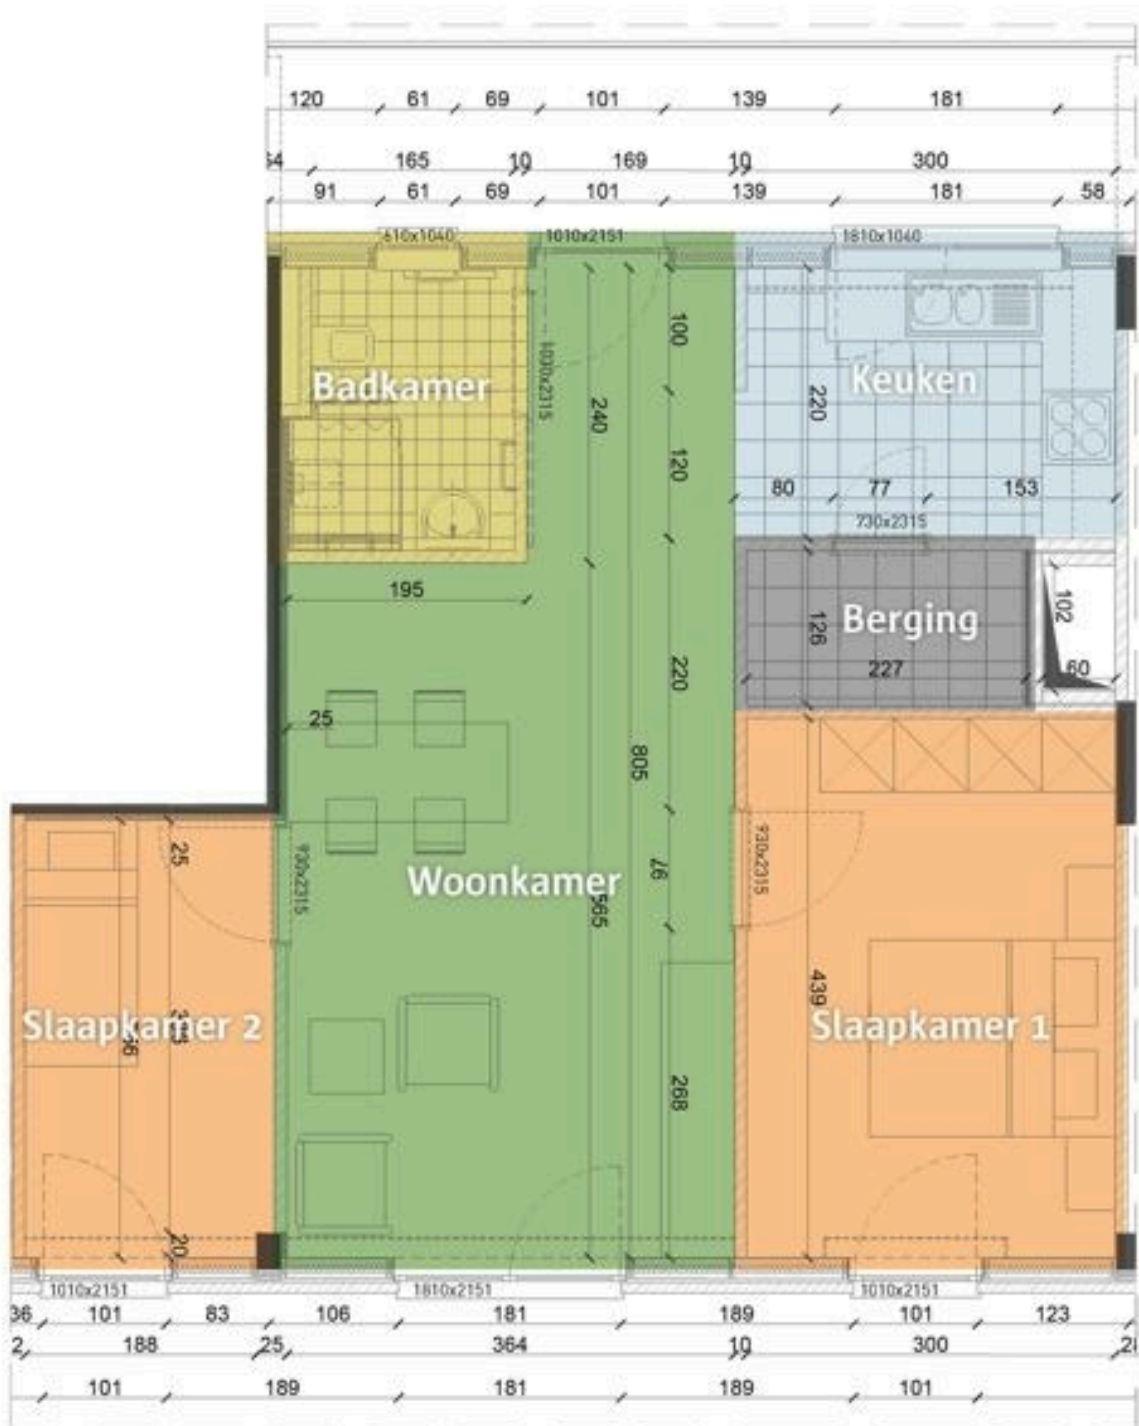 120 61 69 101 139 181
165 10 169 10 300
91 61 69 101 139 181 58
610x1040 1010x2151 1810x1040
100
Badkamer
1030x2315
Keuken
240
220
120
80 77 153
730x2315
195
Berging
126
102
227
60
220
25
805
25
930x2315
97
930x2315
Woonkamer
565
439
Slaapkamer 2
Slaapkamer 1
268
20
1010x2151 1810x2151 1010x2151
36 101 83 106 181 189 101 123
188 25 364 10 300
101 189 181 189 101